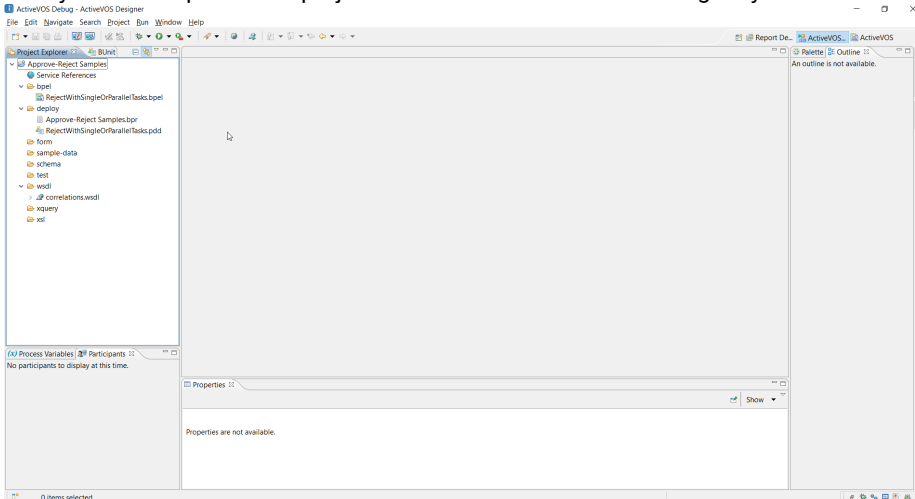 ActiveVOS Debug - ActiveVOS Designer
File Edit Navigate Search Project Run Window Help
Report De... ActiveVOS... ActiveVOS
Project Explorer BUnit
Palette Outline
Approve-Reject Samples
An outline is not available.
Service References
bpel
RejectWithSingleOrParallelTasks.bpel
deploy
Approve-Reject Samples.bpr
RejectWithSingleOrParallelTasks.pdd
form
sample-data
schema
test
wsdl
correlations.wsdl
xquery
xsl
(x) Process Variables Participants
No participants to display at this time.
Properties
Show
Properties are not available.
0 items selected